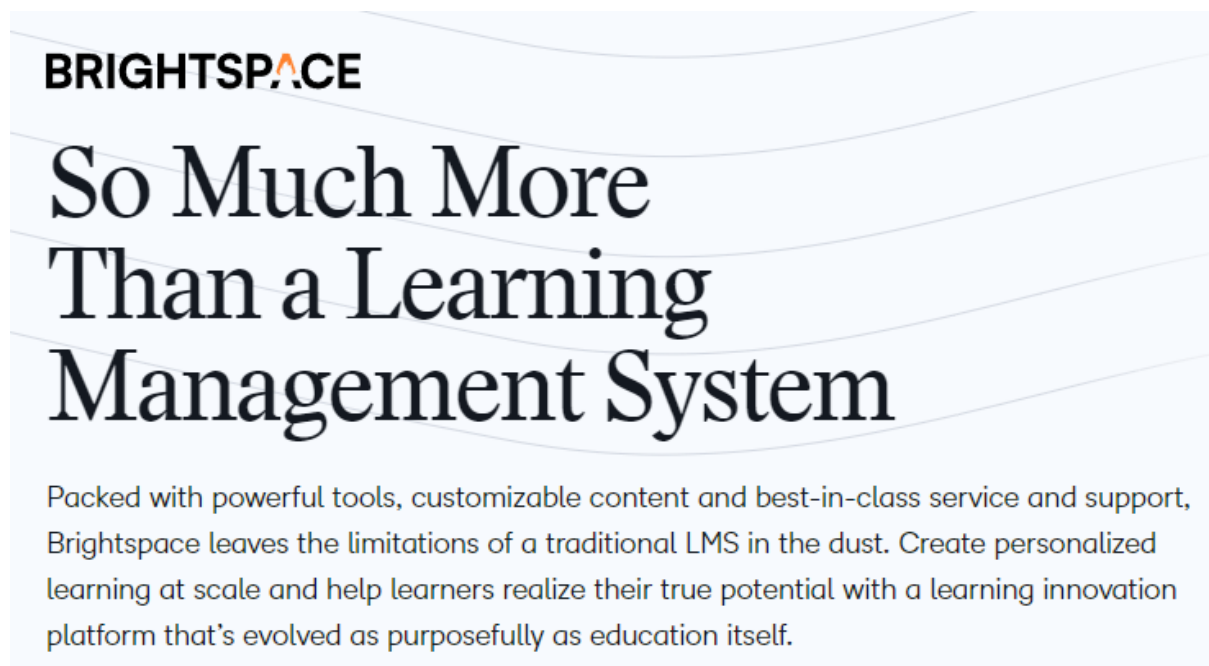 BRIGHTSPACE
So Much More
Than a Learning
Management System
Packed with powerful tools, customizable content and best-in-class service and support,
Brightspace leaves the limitations of a traditional LMS in the dust. Create personalized
learning at scale and help learners realize their true potential with a learning innovation
platform that’s evolved as purposefully as education itself.